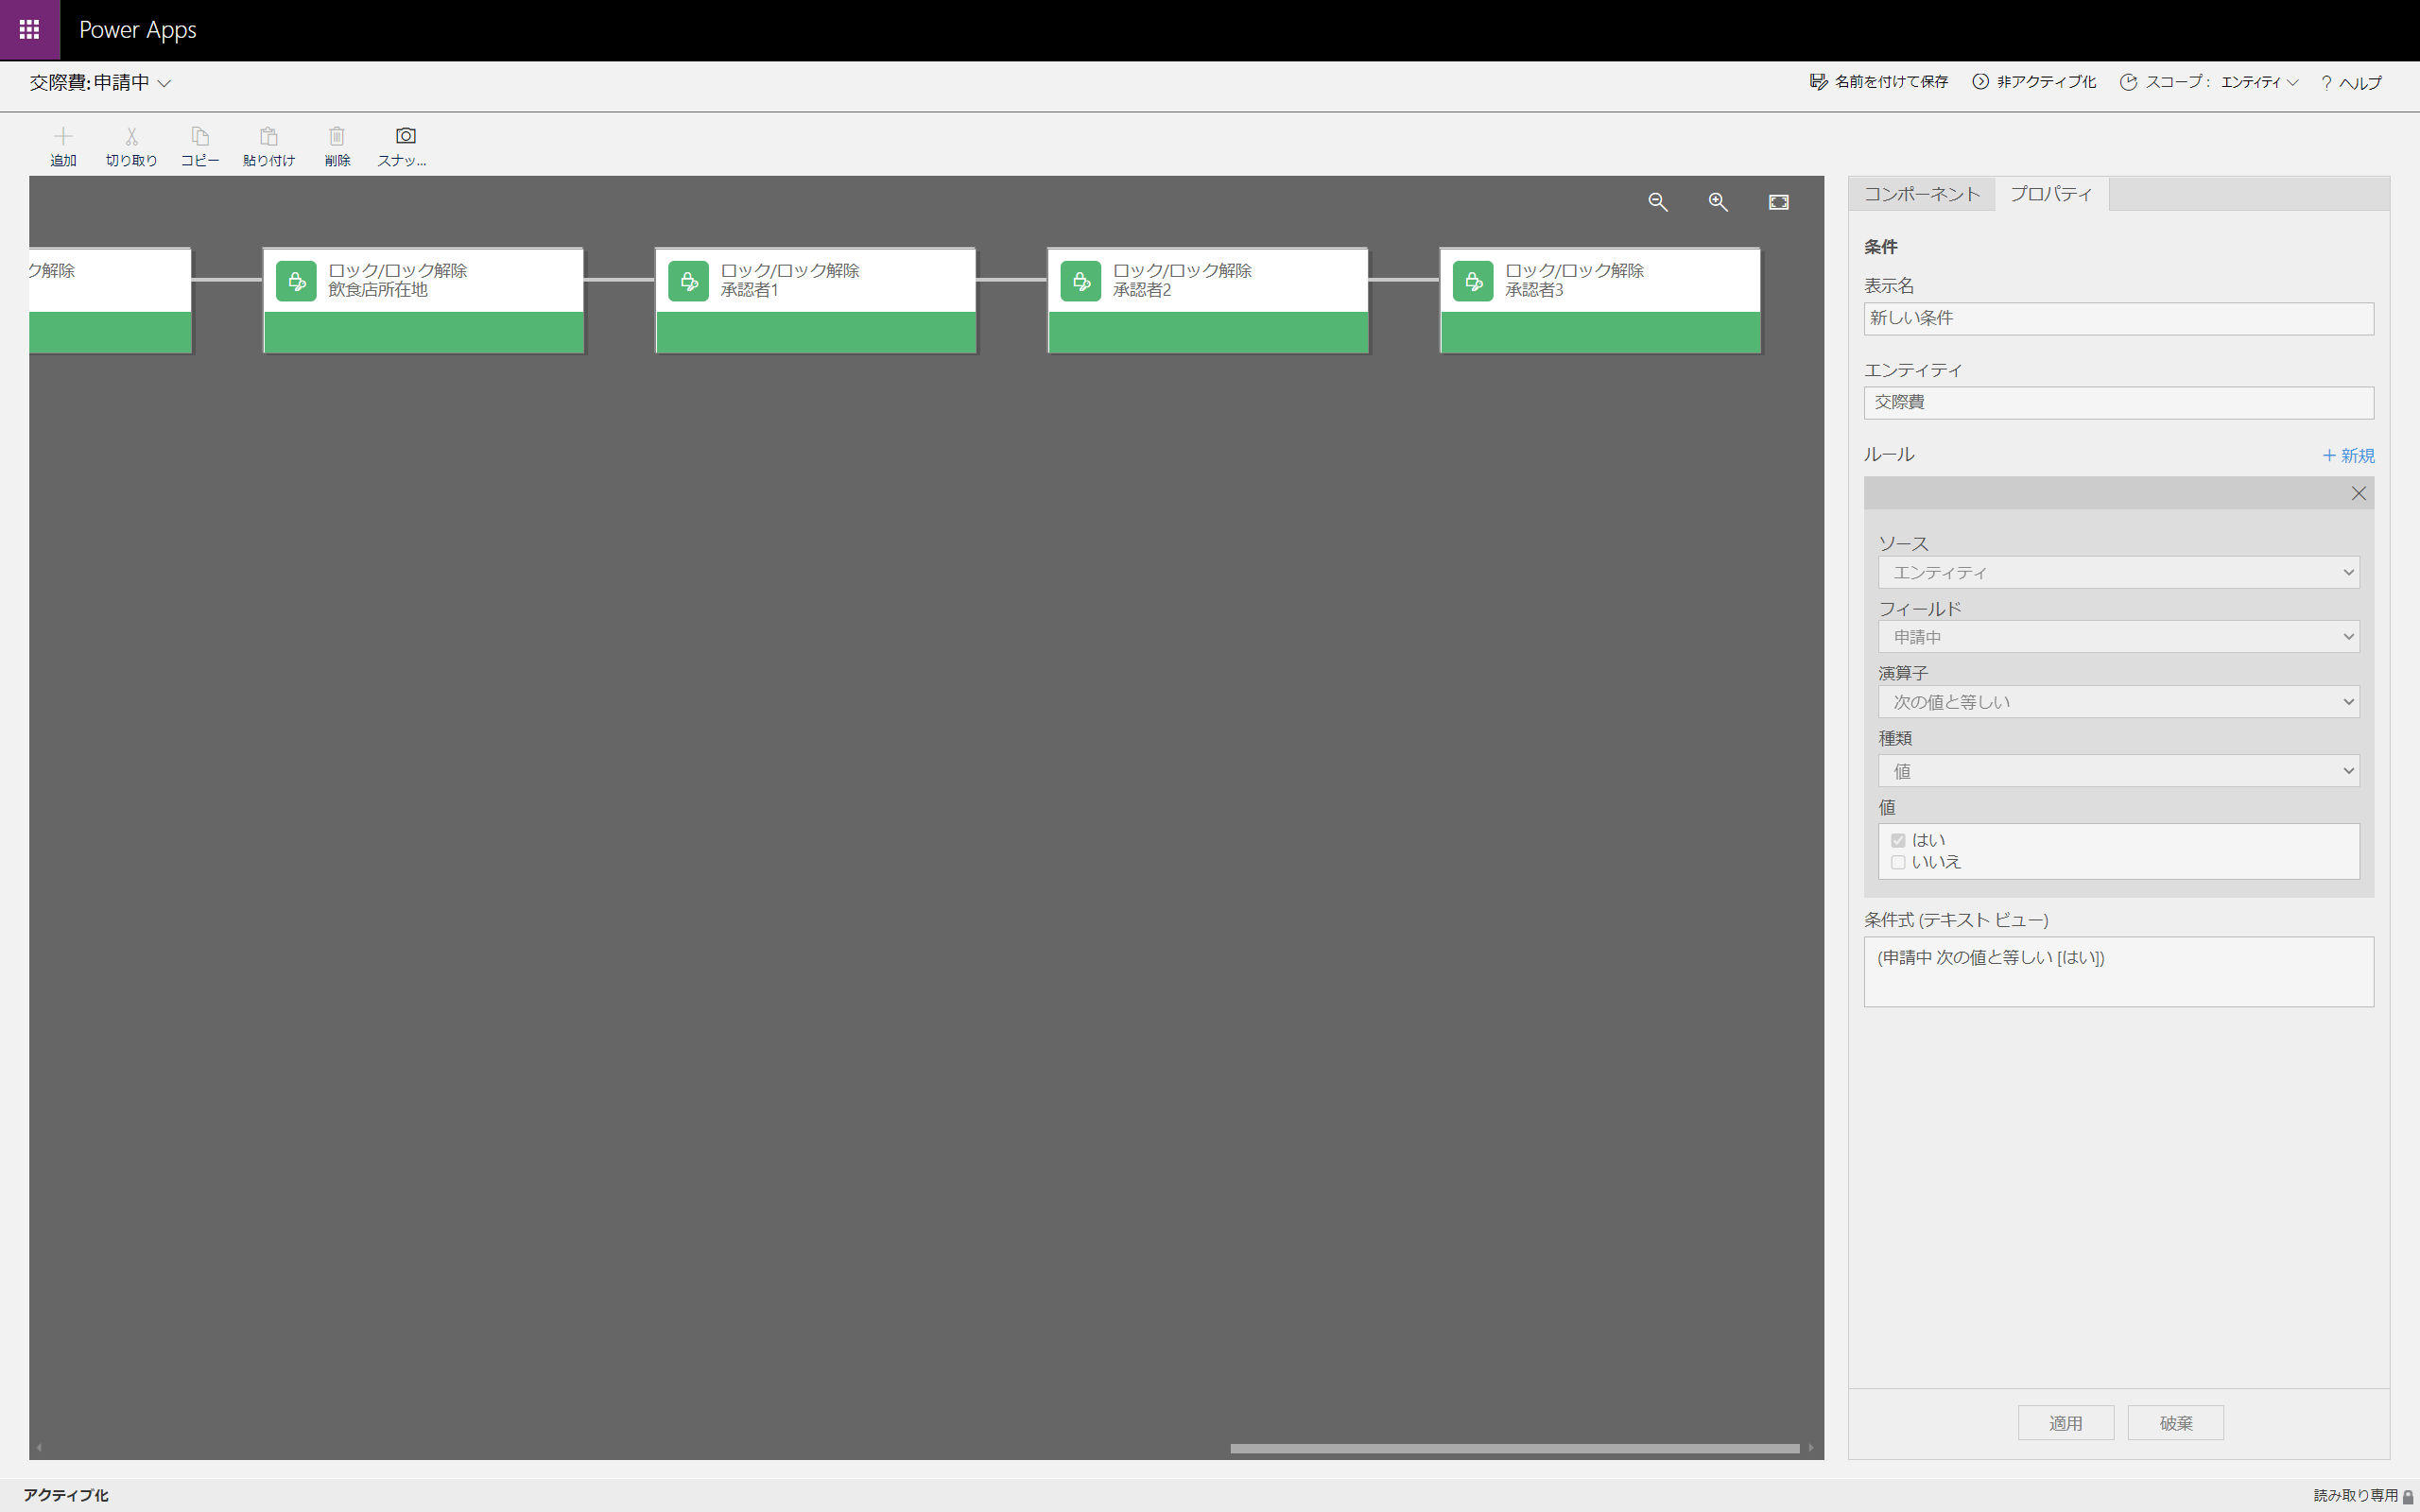 Power Apps
交際費:申請中
名前を付けて保存
非アクティブ化
スコープ: エンティティ
? ヘルプ
追加
切り取り
コピー
貼り付け
削除
スナッ...
ク解除
ロック/ロック解除
飲食店所在地
ロック/ロック解除
承認者1
ロック/ロック解除
承認者2
ロック/ロック解除
承認者3
コンポーネント
プロパティ
条件
表示名
新しい条件
エンティティ
交際費
ルール
+ 新規
ソース
エンティティ
フィールド
申請中
演算子
次の値と等しい
種類
値
値
はい
いいえ
条件式 (テキスト ビュー)
(申請中 次の値と等しい [はい])
適用
破棄
アクティブ化
読み取り専用